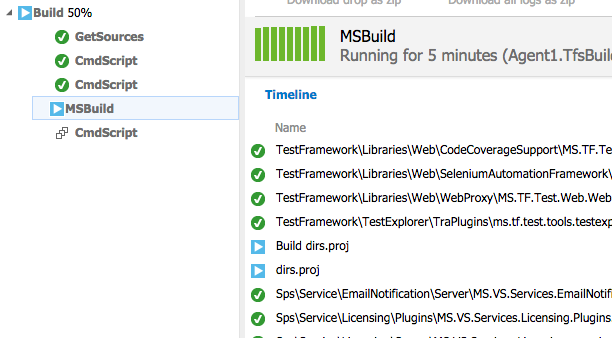 Download drop as zip Download all logs as zip
Build 50%
GetSources
CmdScript
CmdScript
MSBuild
CmdScript
MSBuild
Running for 5 minutes (Agent1.TfsBuil
Timeline
Name
TestFramework\Libraries\Web\CodeCoverageSupport\MS.TF.Te
TestFramework\Libraries\Web\SeleniumAutomationFramework\
TestFramework\Libraries\Web\WebProxy\MS.TF.Test.Web.Web
TestFramework\TestExplorer\TraPlugins\ms.tf.test.tools.testexp
Build dirs.proj
dirs.proj
Sps\Service\EmailNotification\Server\MS.VS.Services.EmailNotif
Sps\Service\Licensing\Plugins\MS.VS.Services.Licensing.Plugins.